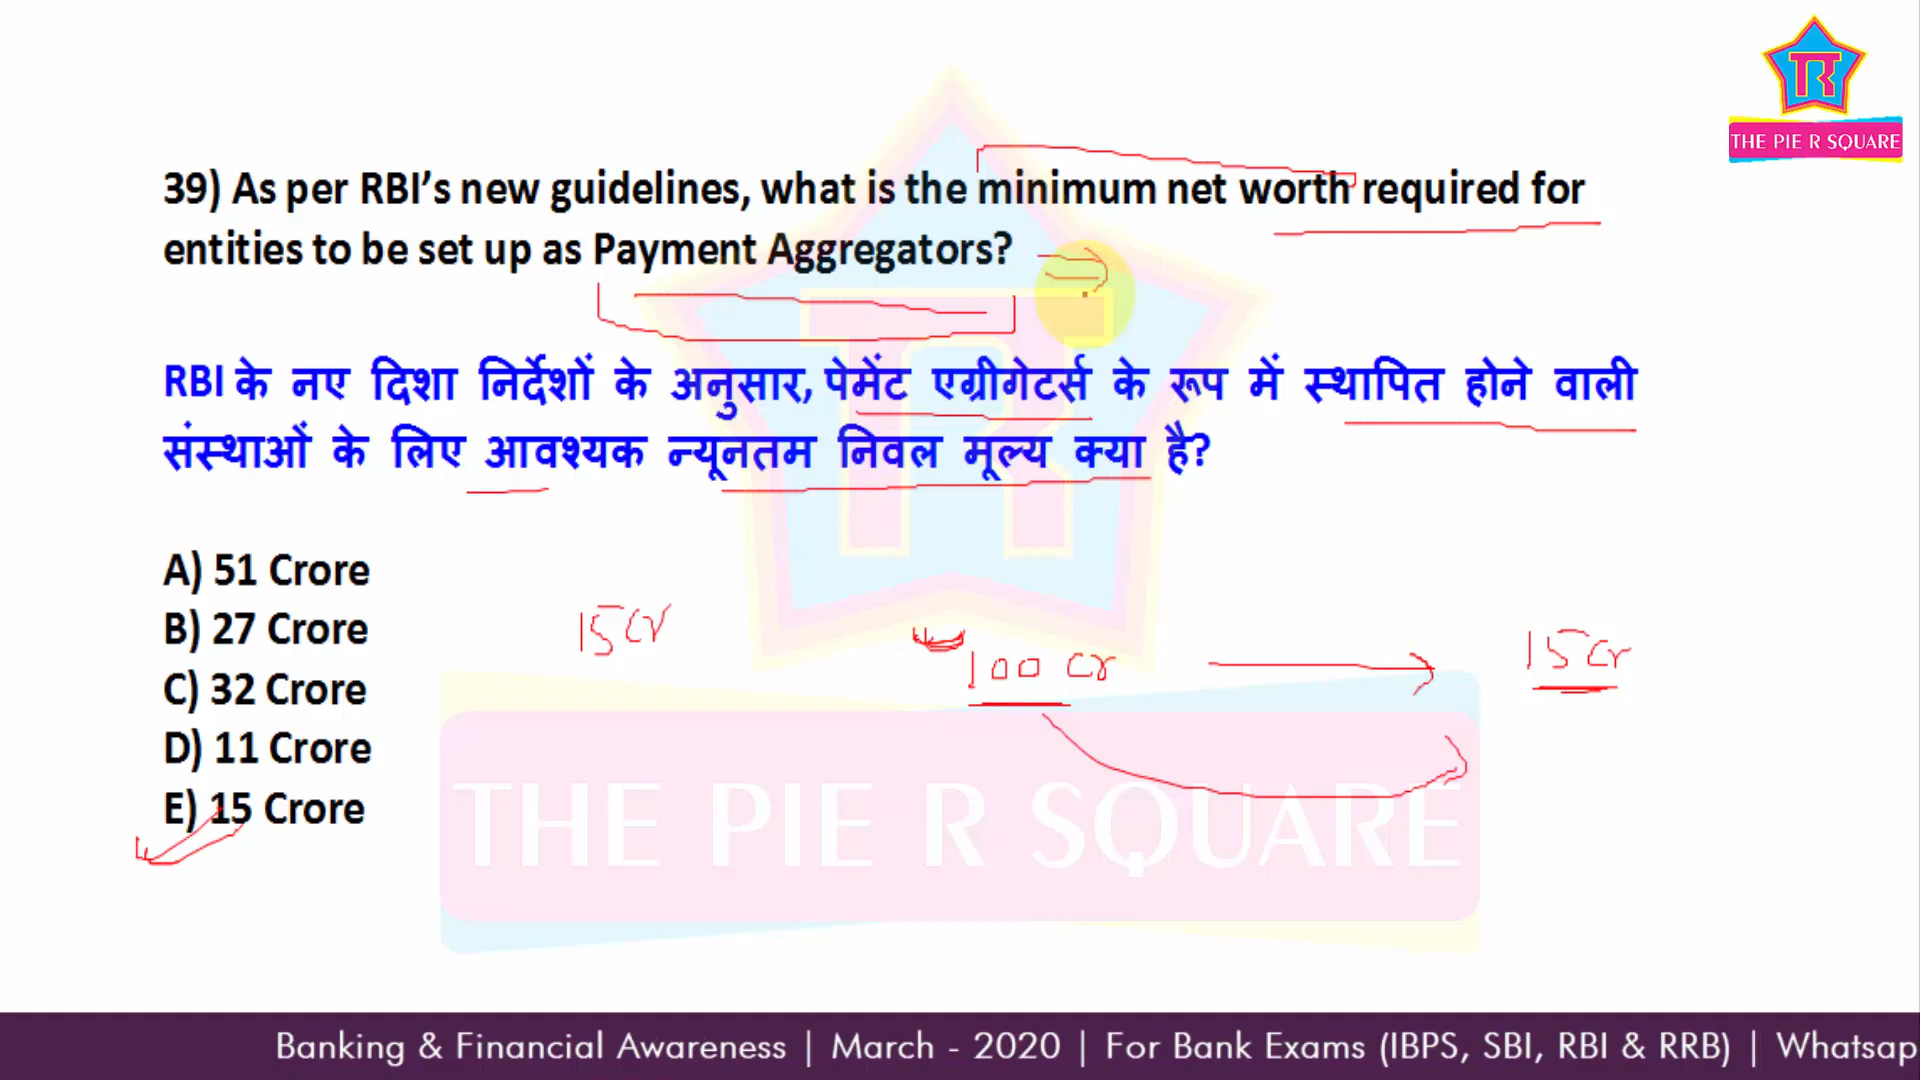 THE PIE R SQUARE
39) As per RBI’s new guidelines, what is the minimum net worth required for
entities to be set up as Payment Aggregators?
RBI के नए दिशा निर्देशों के अनुसार, पेमेंट एग्रीगेटर्स के रूप में स्थापित होने वाली
संस्थाओं के लिए आवश्यक न्यूनतम निवल मूल्य क्या है?
A) 51 Crore
B) 27 Crore
C) 32 Crore
D) 11 Crore
E) 15 Crore
15 Cr
100 Cr
15 Cr
THE PIE R SQUARE
Banking & Financial Awareness | March - 2020 | For Bank Exams (IBPS, SBI, RBI & RRB) | Whatsap